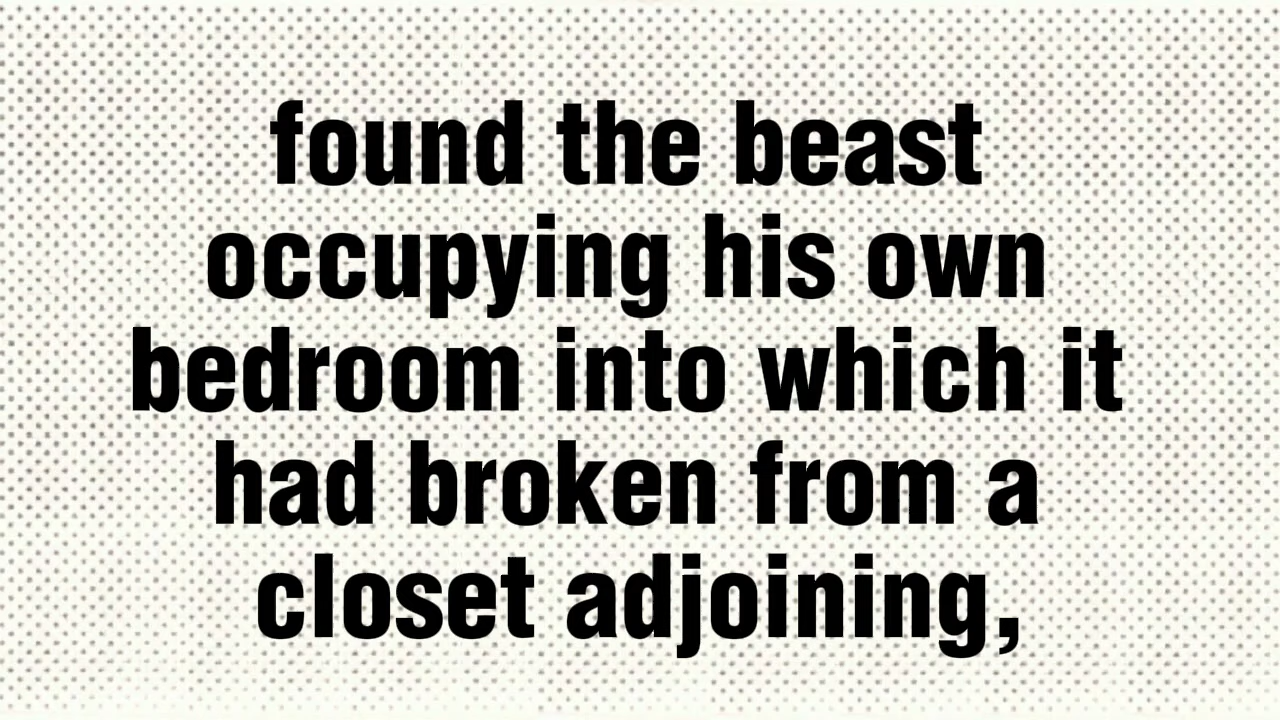 found the beast
occupying his own
bedroom into which it
had broken from a
closet adjoining,